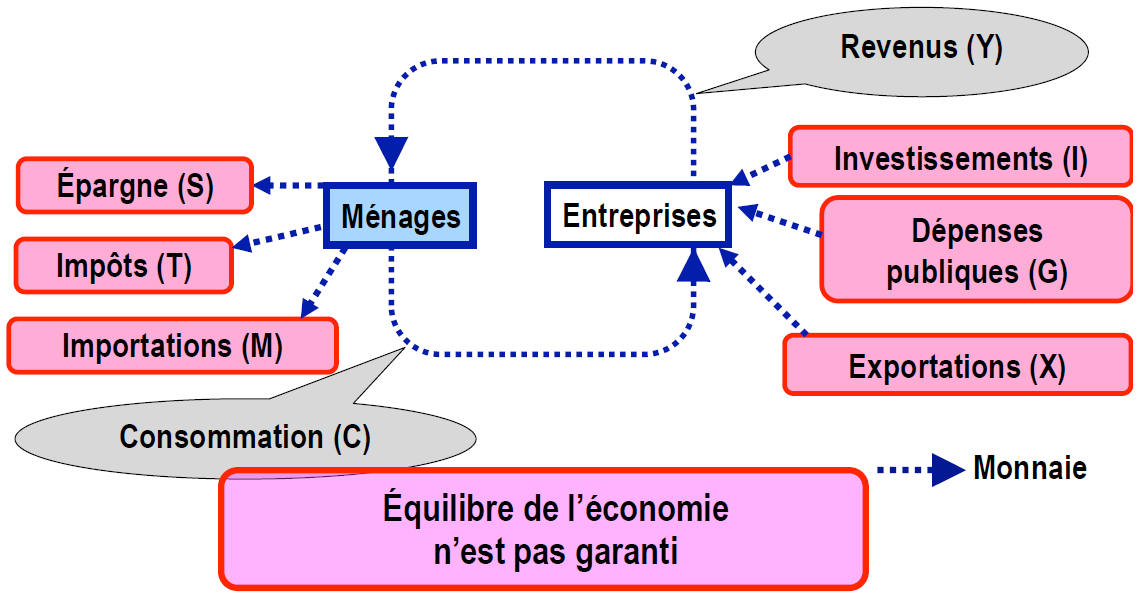 Revenus (Y)
Épargne (S)
Impôts (T)
Importations (M)
Ménages
Entreprises
Investissements (I)
Dépenses
publiques (G)
Exportations (X)
Consommation (C)
Monnaie
Équilibre de l'économie
n'est pas garanti